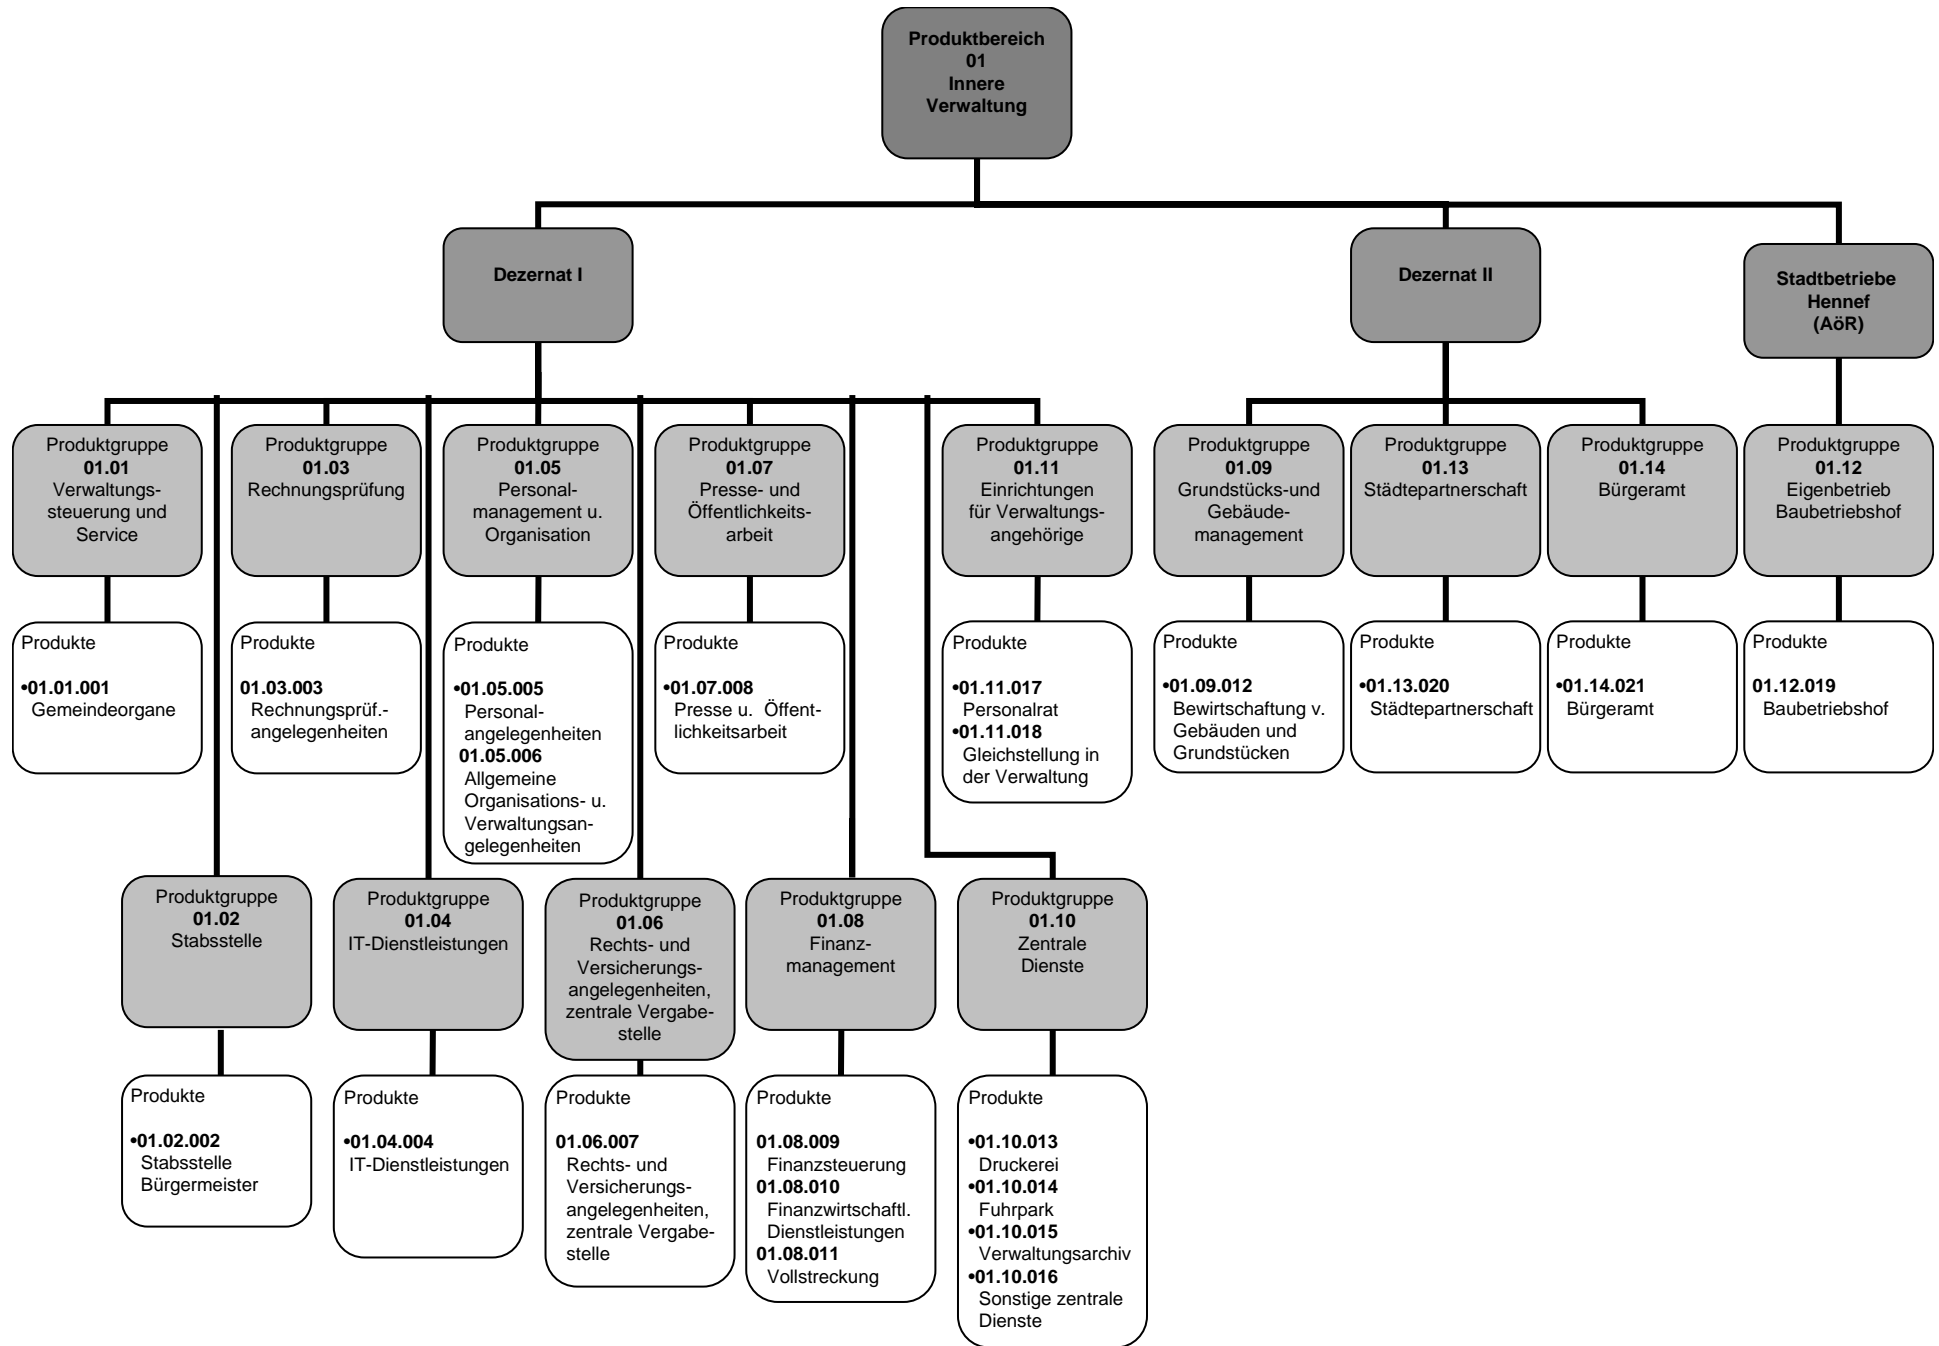 Produktbereich
01
Innere
Verwaltung
Dezernat I
Dezernat II
Stadtbetriebe
Hennef
(AöR)
Produktgruppe
01.01
Verwaltungs-
steuerung und
Service
Produktgruppe
01.03
Rechnungsprüfung
Produktgruppe
01.05
Personal-
management u.
Organisation
Produktgruppe
01.07
Presse- und
Öffentlichkeits-
arbeit
Produktgruppe
01.11
Einrichtungen
für Verwaltungs-
angehörige
Produktgruppe
01.09
Grundstücks-und
Gebäude-
management
Produktgruppe
01.13
Städtepartnerschaft
Produktgruppe
01.14
Bürgeramt
Produktgruppe
01.12
Eigenbetrieb
Baubetriebshof
Produkte
•01.01.001
Gemeindeorgane
Produkte
01.03.003
Rechnungsprüf.-
angelegenheiten
Produkte
•01.05.005
Personal-
angelegenheiten
01.05.006
Allgemeine
Organisations- u.
Verwaltungsan-
gelegenheiten
Produkte
•01.07.008
Presse u. Öffent-
lichkeitsarbeit
Produkte
•01.11.017
Personalrat
•01.11.018
Gleichstellung in
der Verwaltung
Produkte
•01.09.012
Bewirtschaftung v.
Gebäuden und
Grundstücken
Produkte
•01.13.020
Städtepartnerschaft
Produkte
•01.14.021
Bürgeramt
Produkte
01.12.019
Baubetriebshof
Produktgruppe
01.02
Stabsstelle
Produktgruppe
01.04
IT-Dienstleistungen
Produktgruppe
01.06
Rechts- und
Versicherungs-
angelegenheiten,
zentrale Vergabe-
stelle
Produktgruppe
01.08
Finanz-
management
Produktgruppe
01.10
Zentrale
Dienste
Produkte
•01.02.002
Stabsstelle
Bürgermeister
Produkte
•01.04.004
IT-Dienstleistungen
Produkte
01.06.007
Rechts- und
Versicherungs-
angelegenheiten,
zentrale Vergabe-
stelle
Produkte
01.08.009
Finanzsteuerung
01.08.010
Finanzwirtschaftl.
Dienstleistungen
01.08.011
Vollstreckung
Produkte
•01.10.013
Druckerei
•01.10.014
Fuhrpark
•01.10.015
Verwaltungsarchiv
•01.10.016
Sonstige zentrale
Dienste